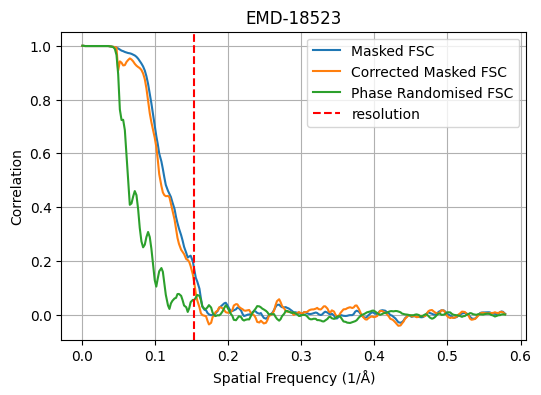 EMD-18523
Masked FSC
Corrected Masked FSC
Phase Randomised FSC
resolution
Correlation
1.0
0.8
0.6
0.4
0.2
0.0
0.0 0.1 0.2 0.3 0.4 0.5 0.6
Spatial Frequency (1/Å)